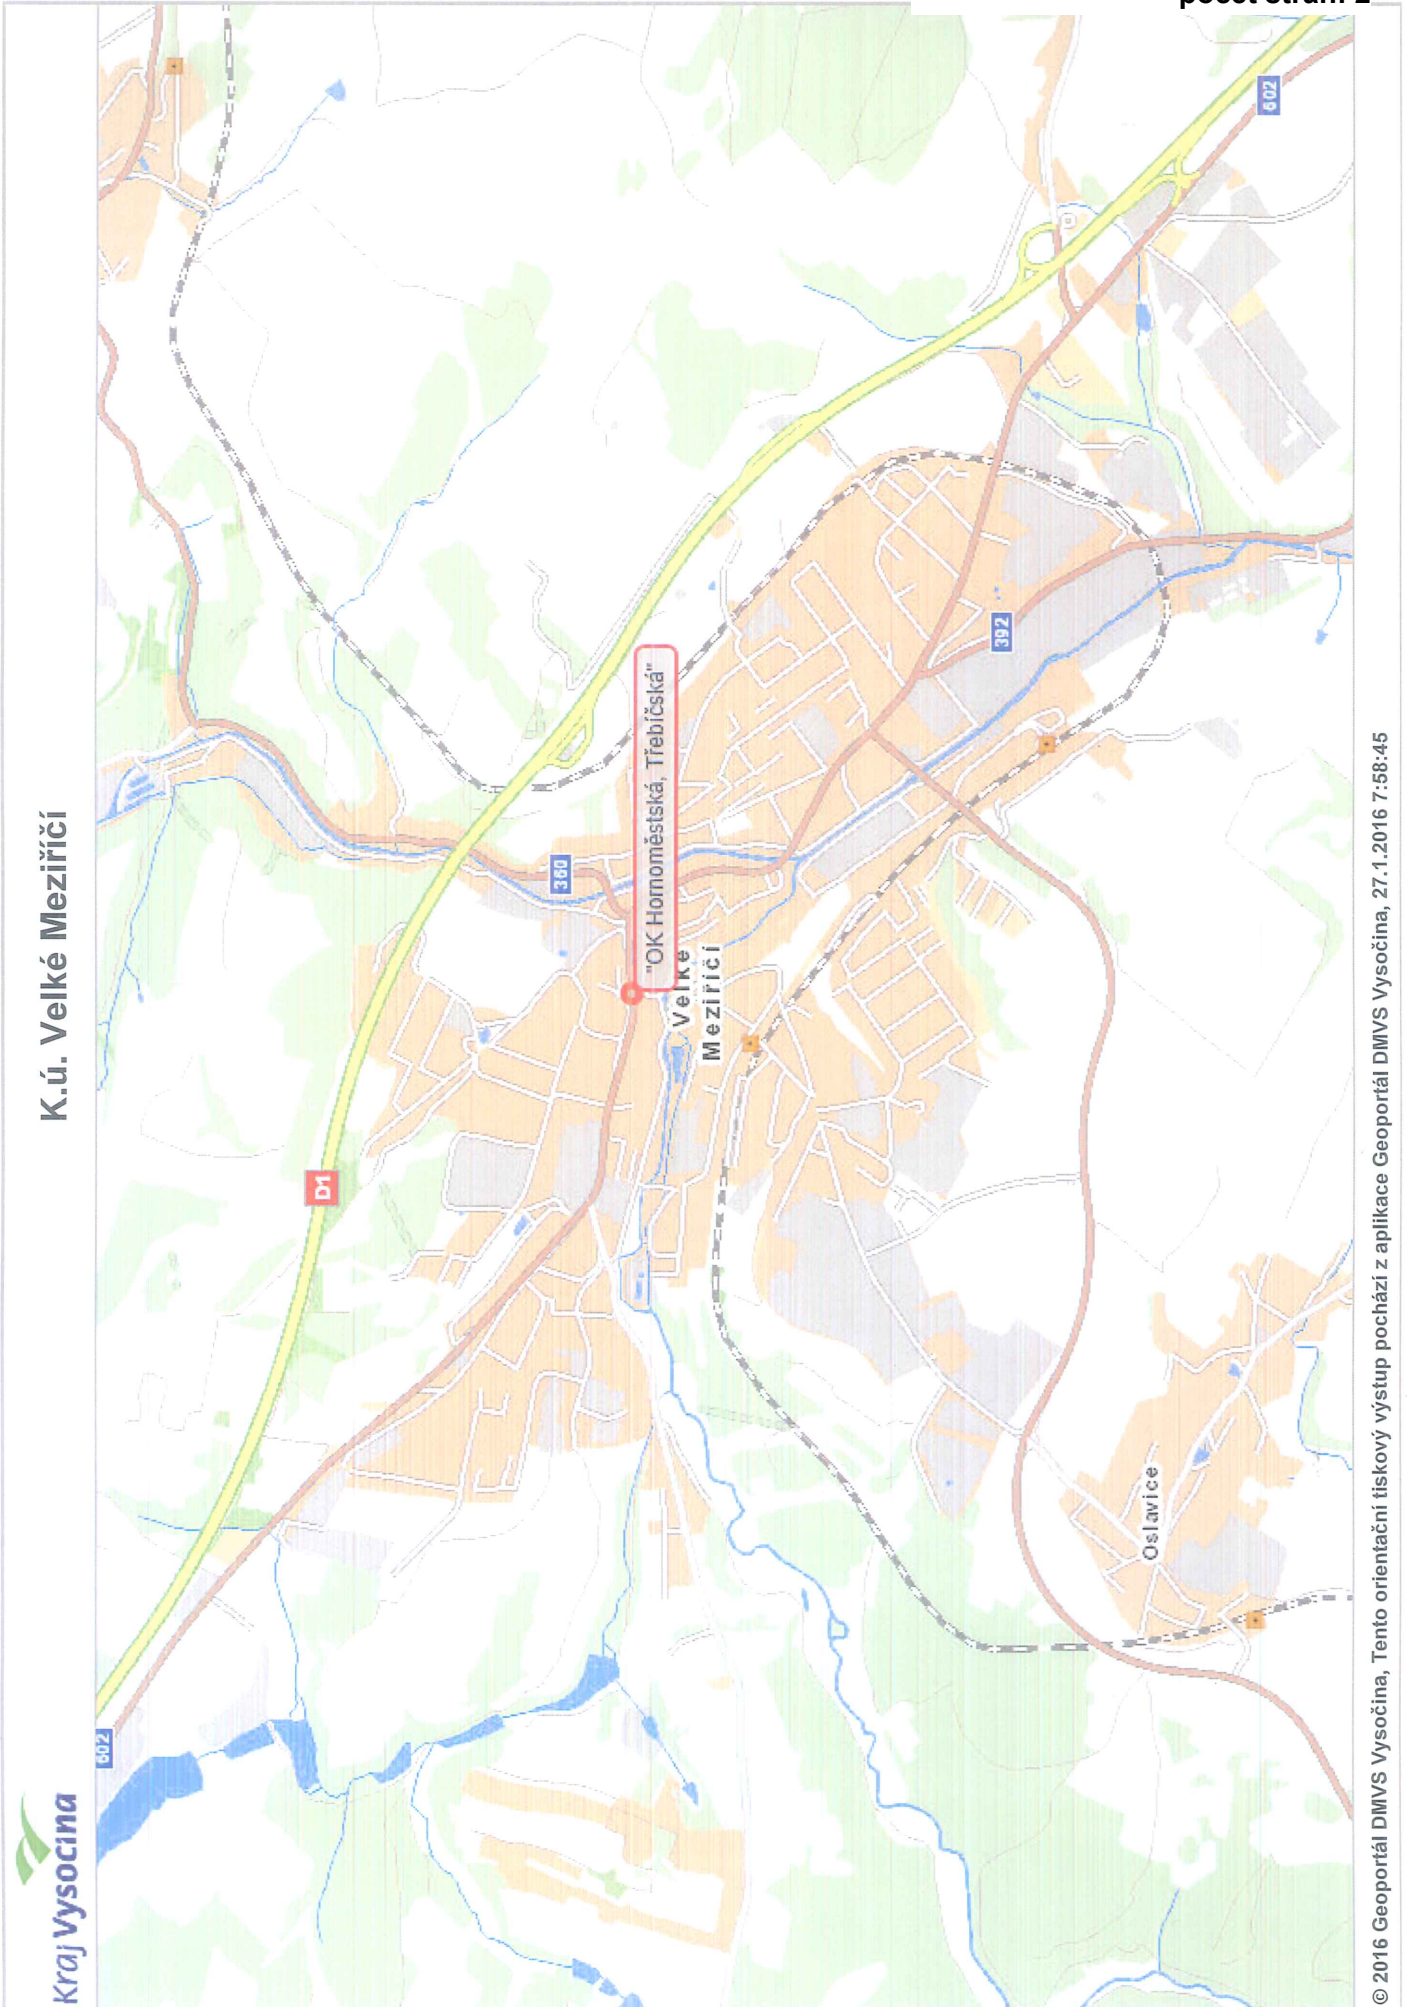 počet stran: 2
Kraj Vysočina
K.ú. Velké Meziříčí
602
D1
360
"OK Hornoměstská, Třebíčská"
Velké
Meziříčí
392
602
Oslavice
© 2016 Geoportál DMVS Vysočina, Tento orientační tiskový výstup pochází z aplikace Geoportál DMVS Vysočina, 27.1.2016 7:58:45